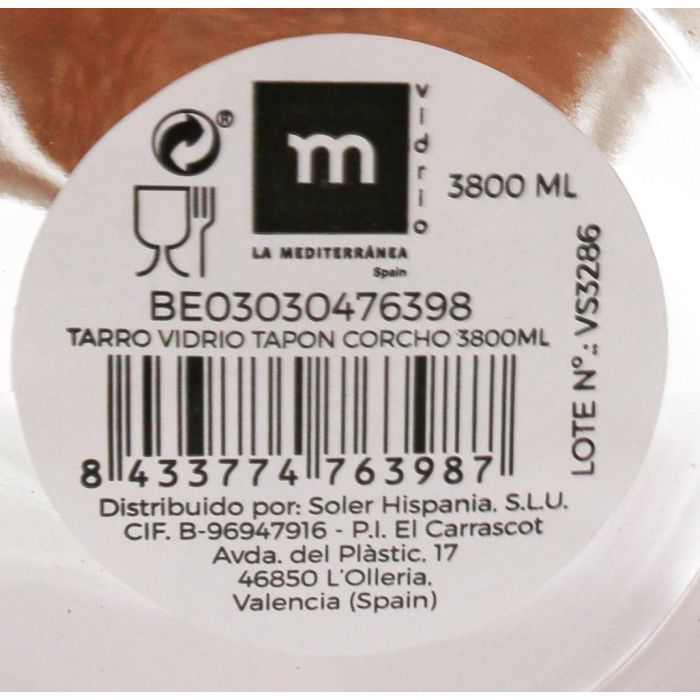 ®
m
vidrio
3800 ML
LA MEDITERRÁNEA
Spain
BE03030476398
TARRO VIDRIO TAPON CORCHO 3800ML
LOTE Nº.: VS3286
8 433774 763987
Distribuido por: Soler Hispania, S.L.U.
CIF. B-96947916 - P.I. El Carrascot
Avda. del Plàstic, 17
46850 L'Olleria,
Valencia (Spain)